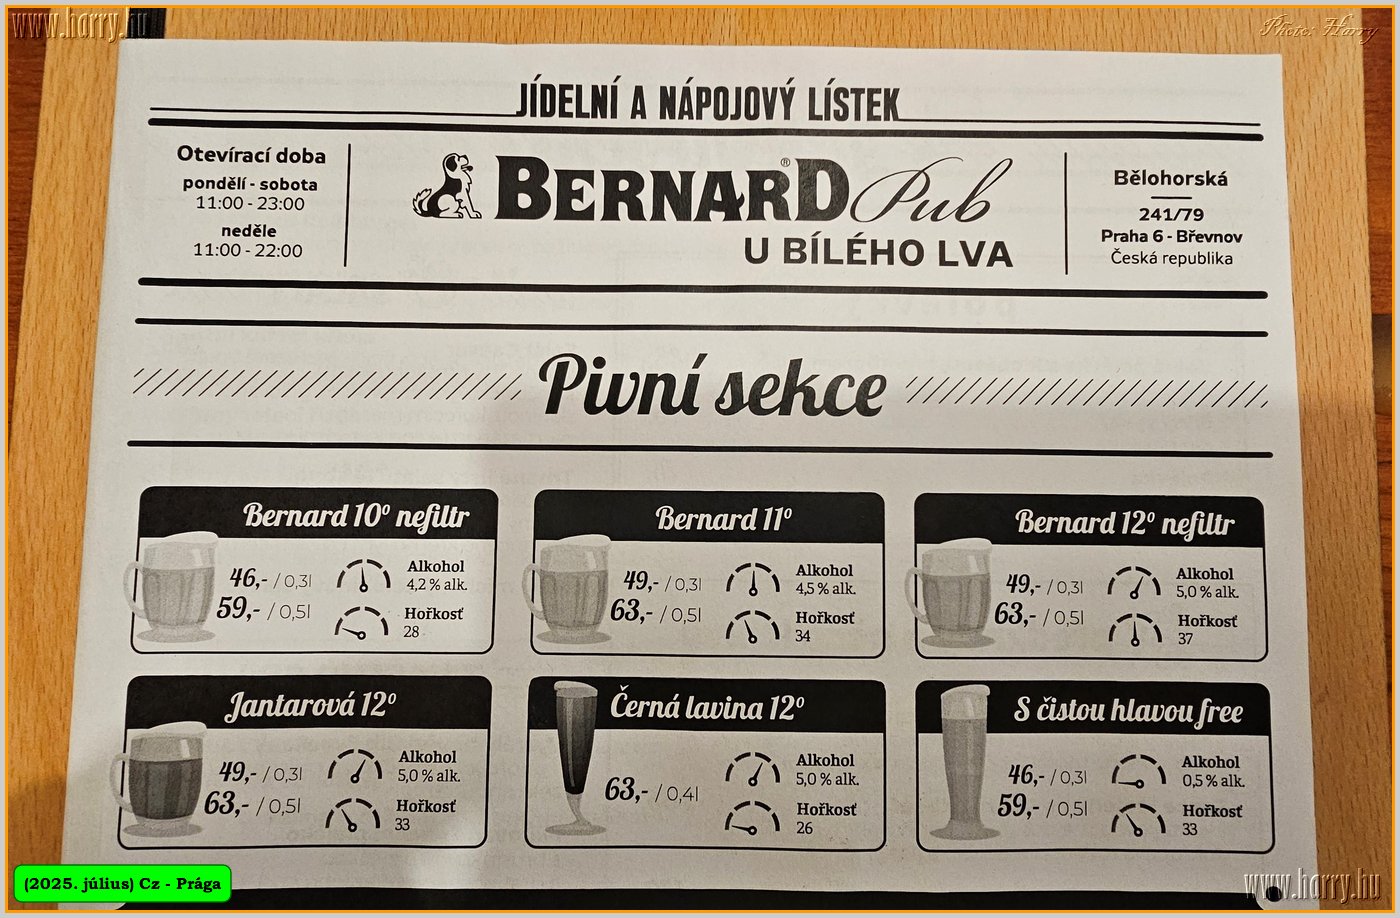 www.harry.hu
Photo: Harry
JÍDELNÍ A NÁPOJOVÝ LÍSTEK
Otevírací doba
pondělí - sobota
11:00 - 23:00
neděle
11:00 - 22:00
BERNARD® Pub
U BÍLÉHO LVA
Bělohorská
241/79
Praha 6 - Břevnov
Česká republika
Pivní sekce
Bernard 10° nefiltr
46,- / 0,3l
59,- / 0,5l
Alkohol
4,2 % alk.
Hořkosť
28
Bernard 11°
49,- / 0,3l
63,- / 0,5l
Alkohol
4,5 % alk.
Hořkosť
34
Bernard 12° nefiltr
49,- / 0,3l
63,- / 0,5l
Alkohol
5,0 % alk.
Hořkosť
37
Jantarová 12°
49,- / 0,3l
63,- / 0,5l
Alkohol
5,0 % alk.
Hořkosť
33
Černá lavina 12°
63,- / 0,4l
Alkohol
5,0 % alk.
Hořkosť
26
S čistou hlavou free
46,- / 0,3l
59,- / 0,5l
Alkohol
0,5 % alk.
Hořkosť
33
(2025. július) Cz - Prága
www.harry.hu